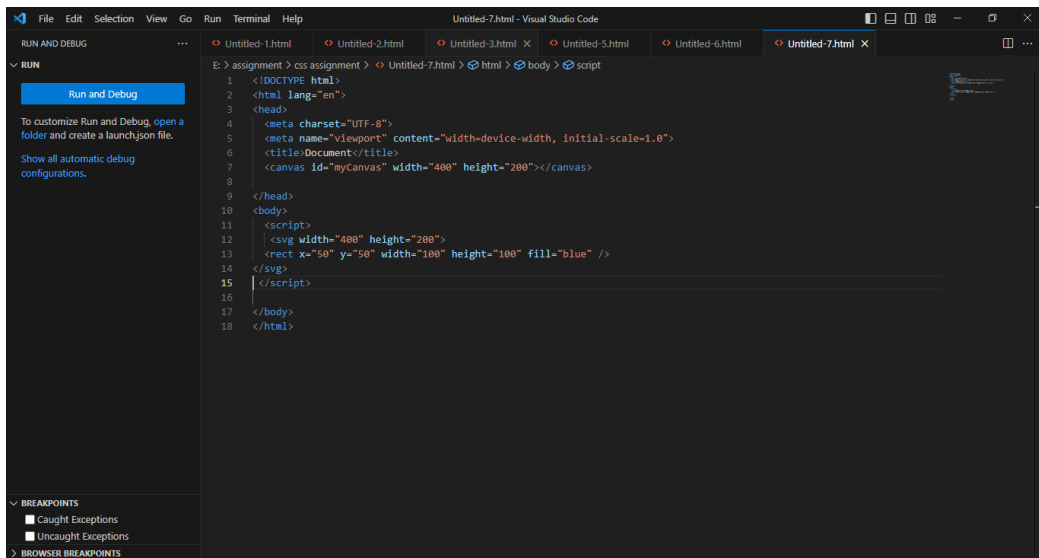 File Edit Selection View Go Run Terminal Help Untitled-7.html - Visual Studio Code
RUN AND DEBUG ... Untitled-1.html Untitled-2.html Untitled-3.html Untitled-5.html Untitled-6.html Untitled-7.html ...
RUN
E: > assignment > css assignment > Untitled-7.html > html > body > script
Run and Debug
To customize Run and Debug, open a
folder and create a launch.json file.
Show all automatic debug
configurations.
1 <!DOCTYPE html>
2 <html lang="en">
3 <head>
4 <meta charset="UTF-8">
5 <meta name="viewport" content="width=device-width, initial-scale=1.0">
6 <title>Document</title>
7 <canvas id="myCanvas" width="400" height="200"></canvas>
8
9 </head>
10 <body>
11 <script>
12 <svg width="400" height="200">
13 <rect x="50" y="50" width="100" height="100" fill="blue" />
14 </svg>
15 </script>
16
17 </body>
18 </html>
BREAKPOINTS
Caught Exceptions
Uncaught Exceptions
BROWSER BREAKPOINTS